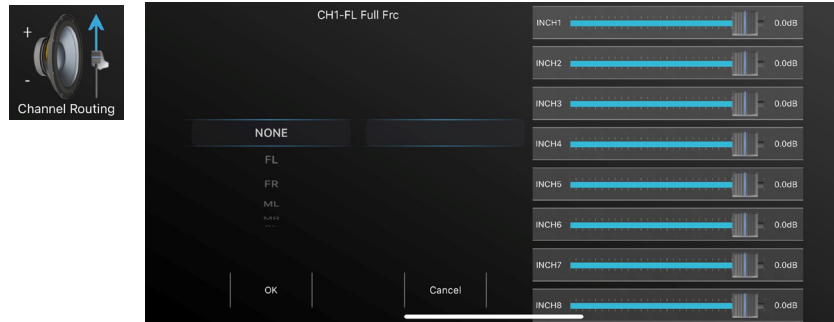 +
-
Channel Routing
CH1-FL Full Frc
NONE
FL
FR
ML
OK
Cancel
INCH1 0.0dB
INCH2 0.0dB
INCH3 0.0dB
INCH4 0.0dB
INCH5 0.0dB
INCH6 0.0dB
INCH7 0.0dB
INCH8 0.0dB